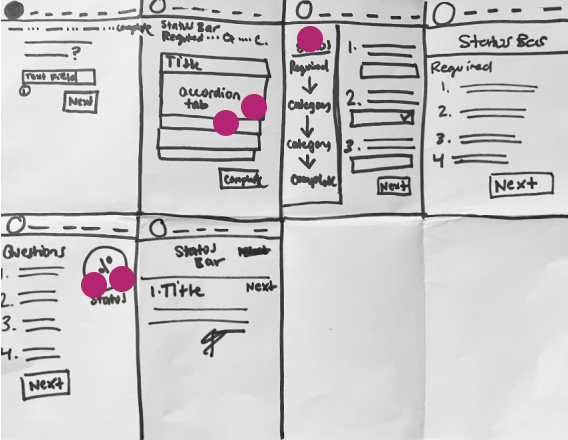 complete
?
Text Field
Next
Status Bar
Required
Title
accordion
tab
Complete
Required
Category
Category
Complete
1.
2.
3.
Next
Status Bar
Required
1.
2.
3.
4
Next
Questions
1.
2.
3.
4.
%
Status
Next
Status
Bar
Next
1. Title